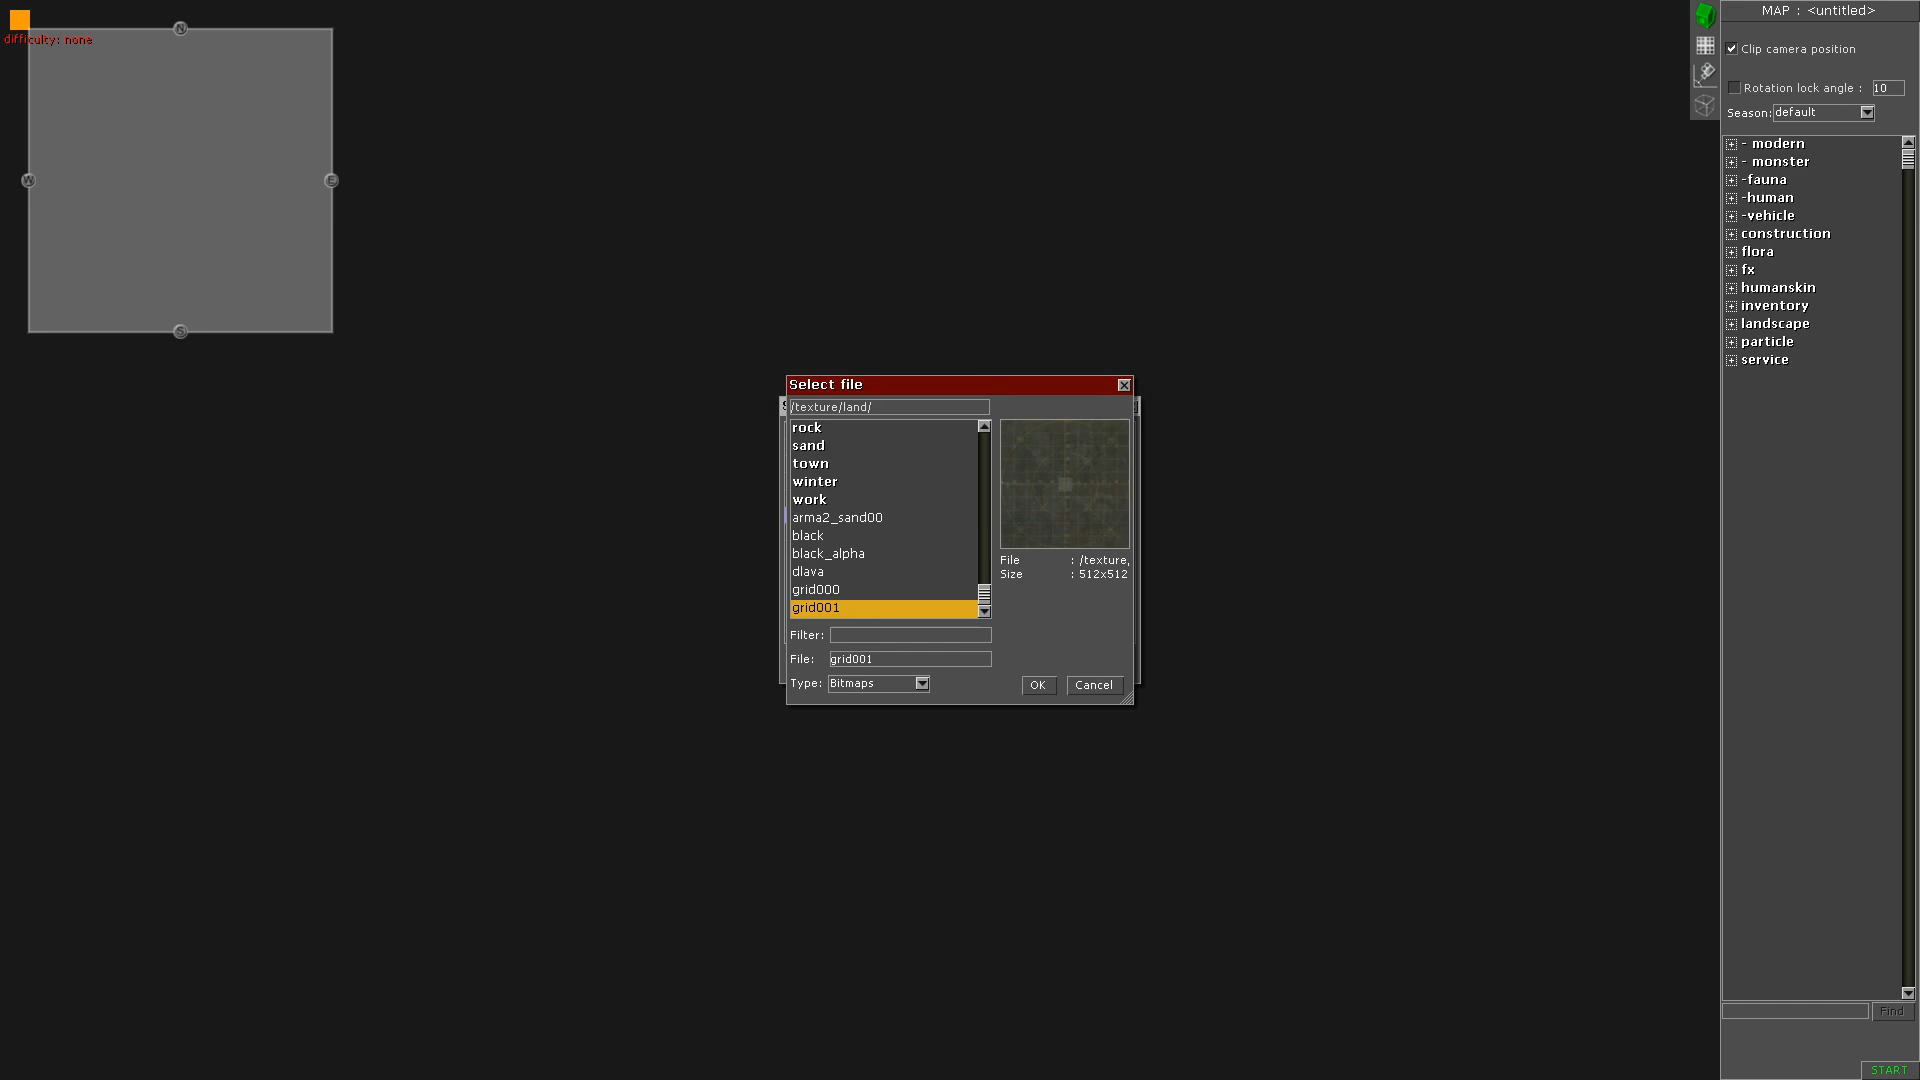 difficulty: none
N
W
E
S
MAP : <untitled>
Clip camera position
Rotation lock angle : 10
Season: default
- modern
- monster
-fauna
-human
-vehicle
construction
flora
fx
humanskin
inventory
landscape
particle
service
Find
START
Select file
/texture/land/
rock
sand
town
winter
work
arma2_sand00
black
black_alpha
dlava
grid000
grid001
File : /texture,
Size : 512x512
Filter:
File: grid001
Type: Bitmaps
OK
Cancel